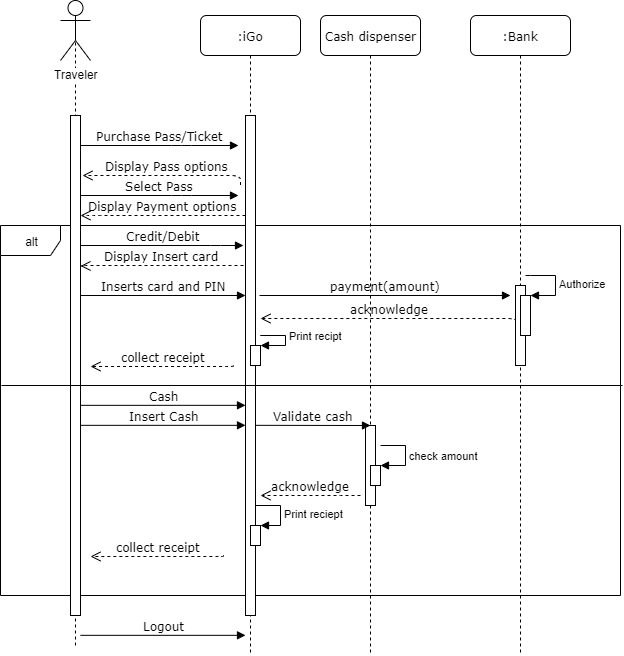 :iGo
Cash dispenser
:Bank
Traveler
Purchase Pass/Ticket
Display Pass options
Select Pass
Display Payment options
alt
Credit/Debit
Display Insert card
Inserts card and PIN
payment(amount)
Authorize
acknowledge
Print recipt
collect receipt
Cash
Insert Cash
Validate cash
check amount
acknowledge
Print reciept
collect receipt
Logout